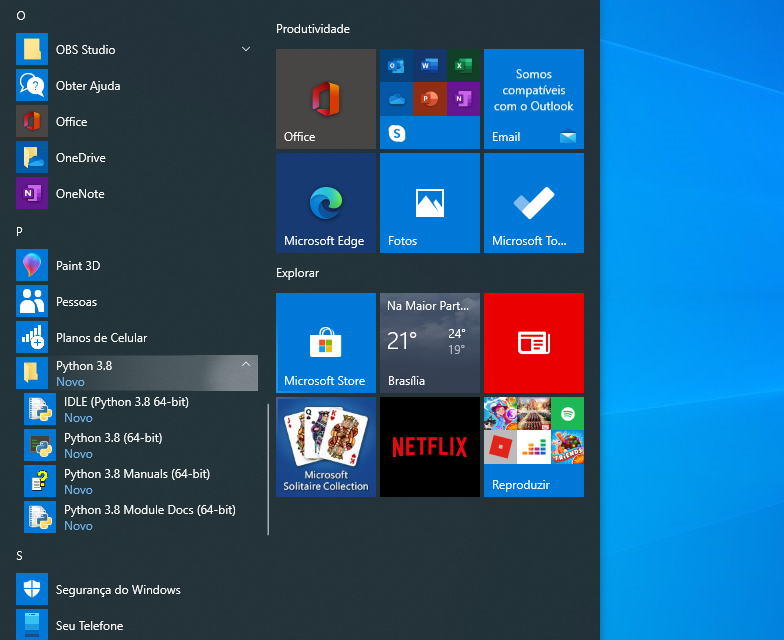 O
OBS Studio
Obter Ajuda
Office
OneDrive
OneNote
P
Paint 3D
Pessoas
Planos de Celular
Python 3.8
Novo
IDLE (Python 3.8 64-bit)
Novo
Python 3.8 (64-bit)
Novo
Python 3.8 Manuals (64-bit)
Novo
Python 3.8 Module Docs (64-bit)
Novo
S
Segurança do Windows
Seu Telefone
Produtividade
Office
Somos
compatíveis
com o Outlook
Email
Microsoft Edge
Fotos
Microsoft To...
Explorar
Microsoft Store
Na Maior Part...
21°
24°
19°
Brasília
Microsoft
Solitaire Collection
NETFLIX
FRIENDS
Reproduzir